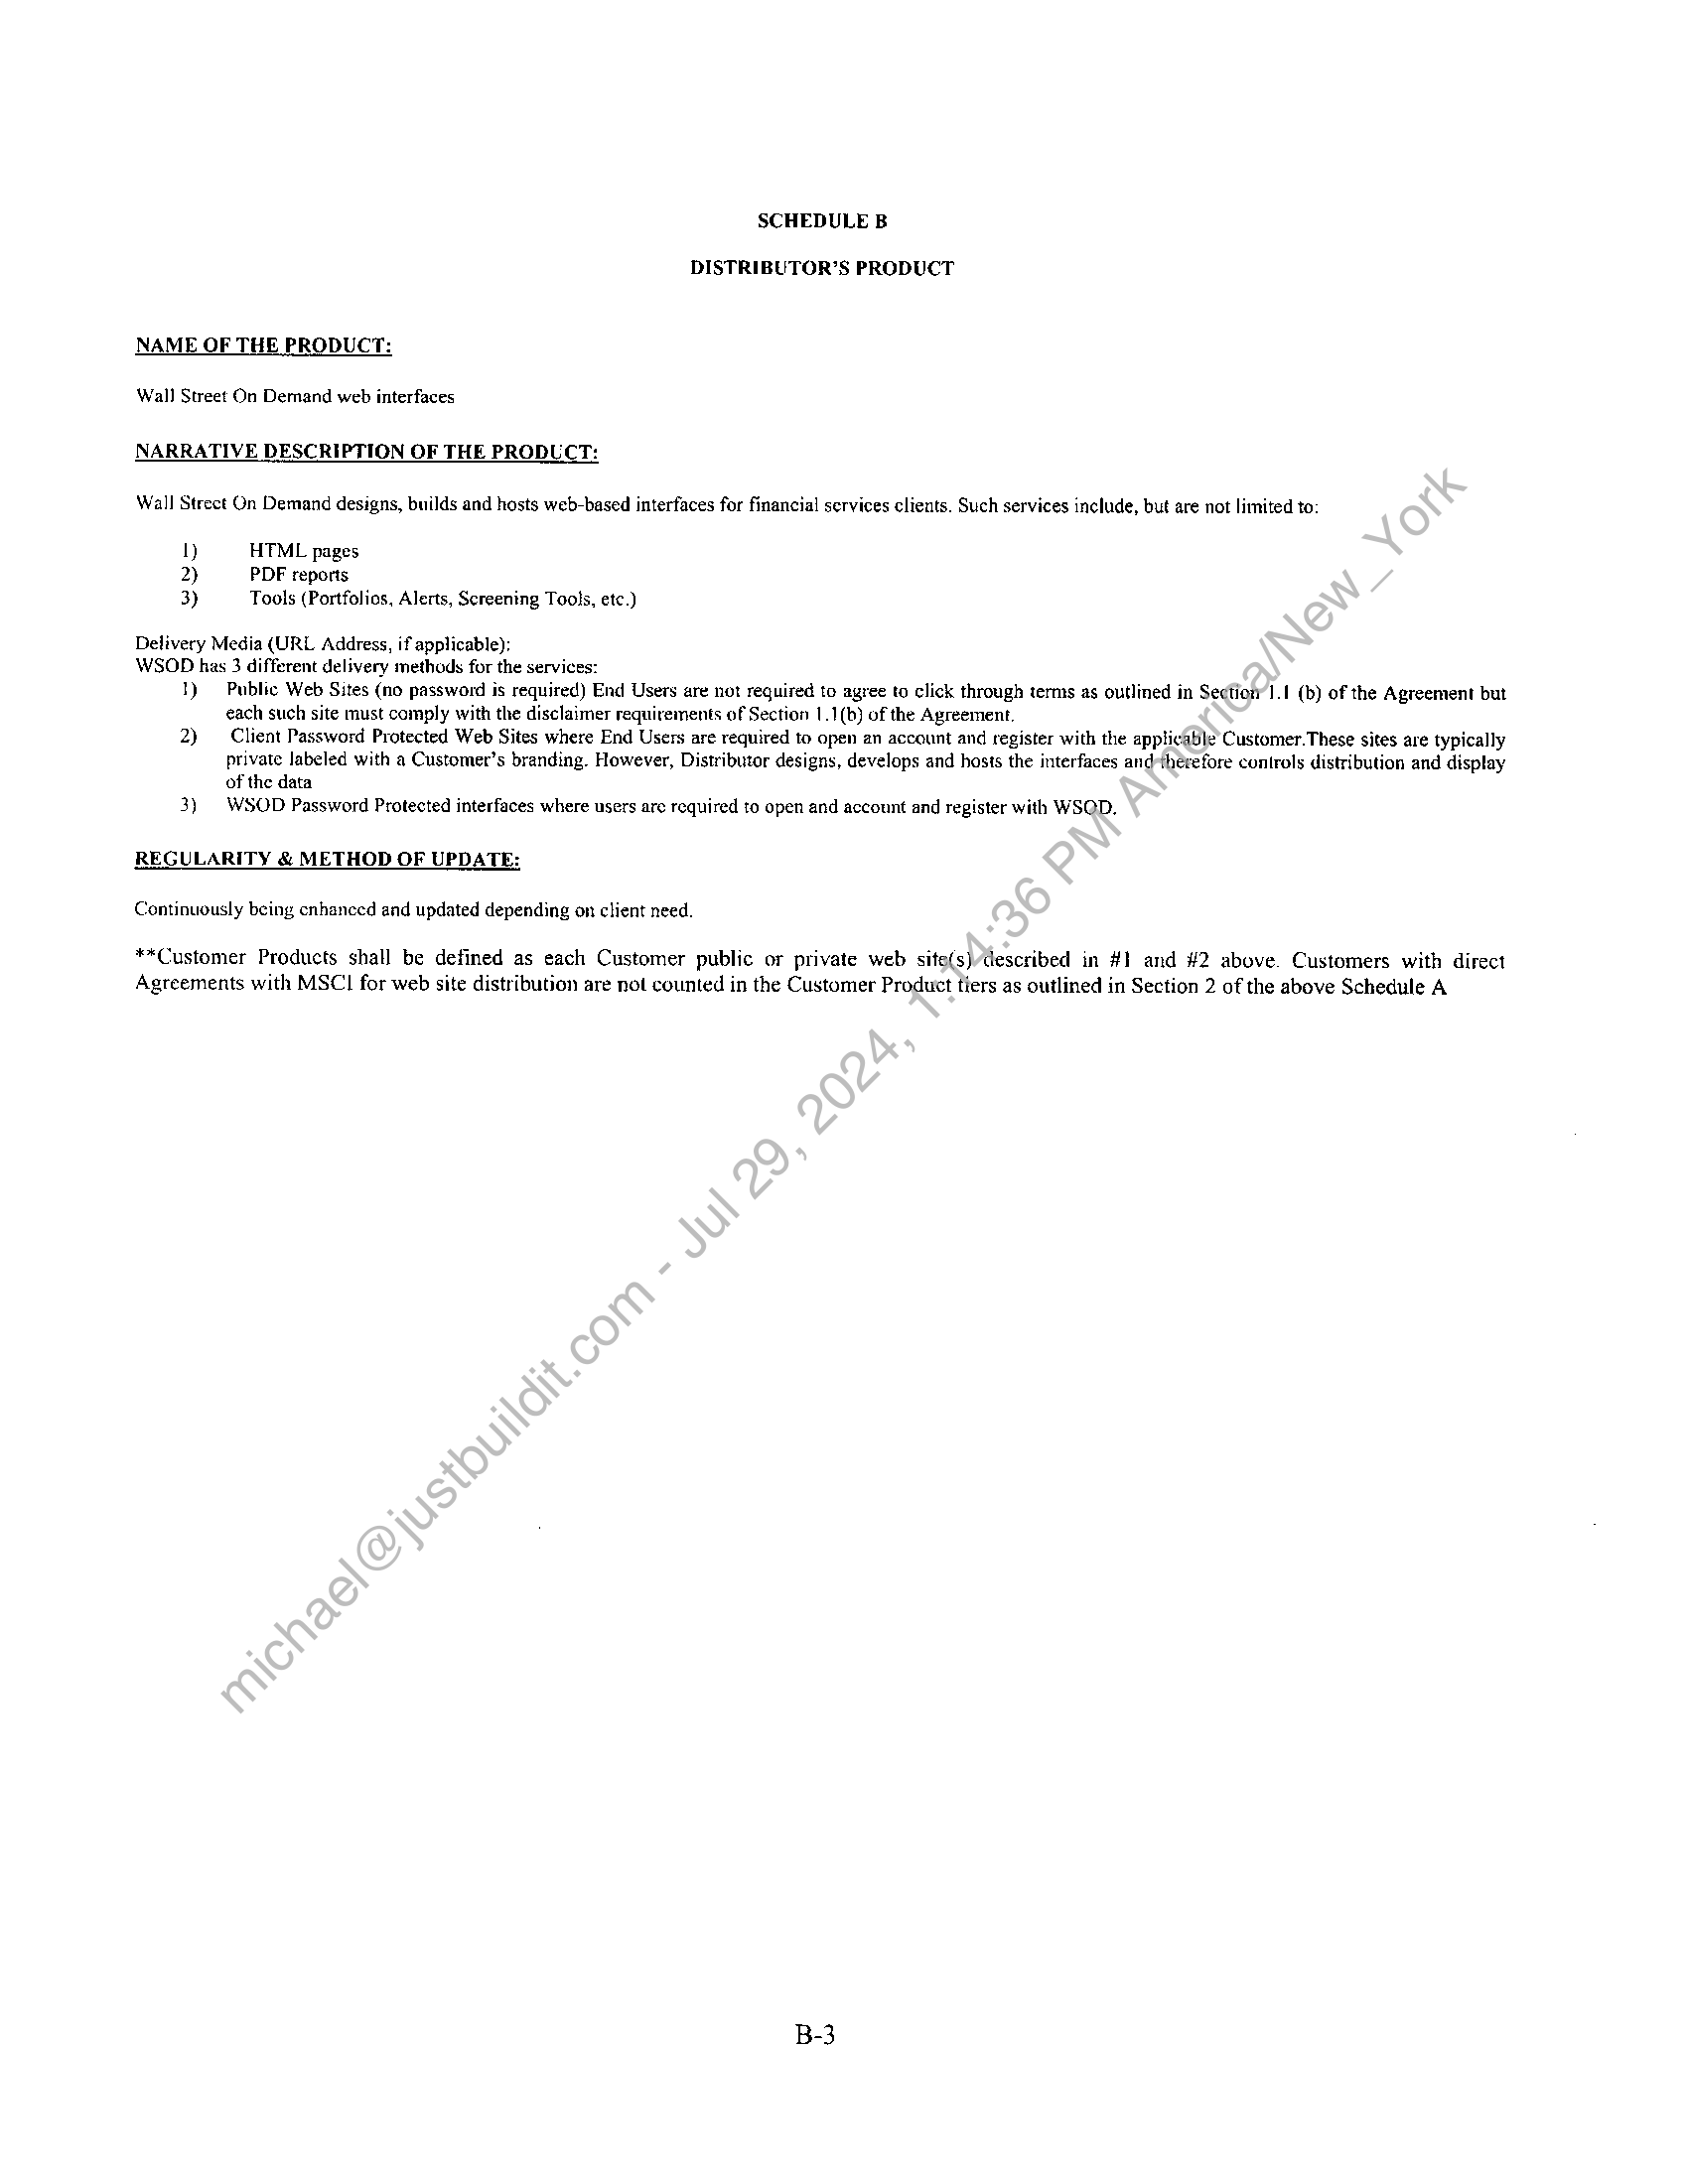 SCHEDULE B
DISTRIBUTOR'S PRODUCT
NAME OF THE PRODUCT:
Wall Street On Demand web interfaces
NARRATIVE DESCRIPTION OF THE PRODUCT:
Wall Street On Demand designs, builds and hosts web-based interfaces for financial services clients. Such services include, but are not limited to:
1) HTML pages
2) PDF reports
3) Tools (Portfolios, Alerts, Screening Tools, etc.)
Delivery Media (URL Address, if applicable):
WSOD has 3 different delivery methods for the services:
1) Public Web Sites (no password is required) End Users are not required to agree to click through terms as outlined in Section 1.1 (b) of the Agreement but
each such site must comply with the disclaimer requirements of Section 1.1(b) of the Agreement.
2) Client Password Protected Web Sites where End Users are required to open an account and register with the applicable Customer.These sites are typically
private labeled with a Customer's branding. However, Distributor designs, develops and hosts the interfaces and therefore controls distribution and display
of the data
3) WSOD Password Protected interfaces where users are required to open and account and register with WSOD.
REGULARITY & METHOD OF UPDATE:
Continuously being enhanced and updated depending on client need.
**Customer Products shall be defined as each Customer public or private web site(s) described in #1 and #2 above. Customers with direct
Agreements with MSCI for web site distribution are not counted in the Customer Product tiers as outlined in Section 2 of the above Schedule A
michael@justbuildit.com - Jul 29, 2024, 1:14:36 PM America/New_York
B-3